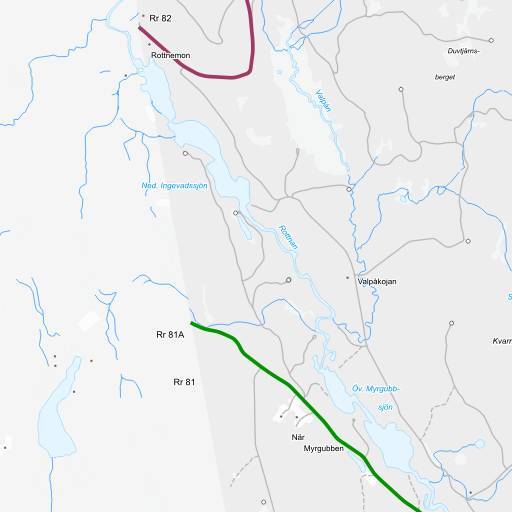 Rr 82
Rottnemon
Duvtjärns-
berget
Valpån
Ned. Ingevadssjön
Rottnan
Valpåkojan
S
Rr 81A
Kvarn
Rr 81
Öv. Myrgubb-
sjön
När
Myrgubben